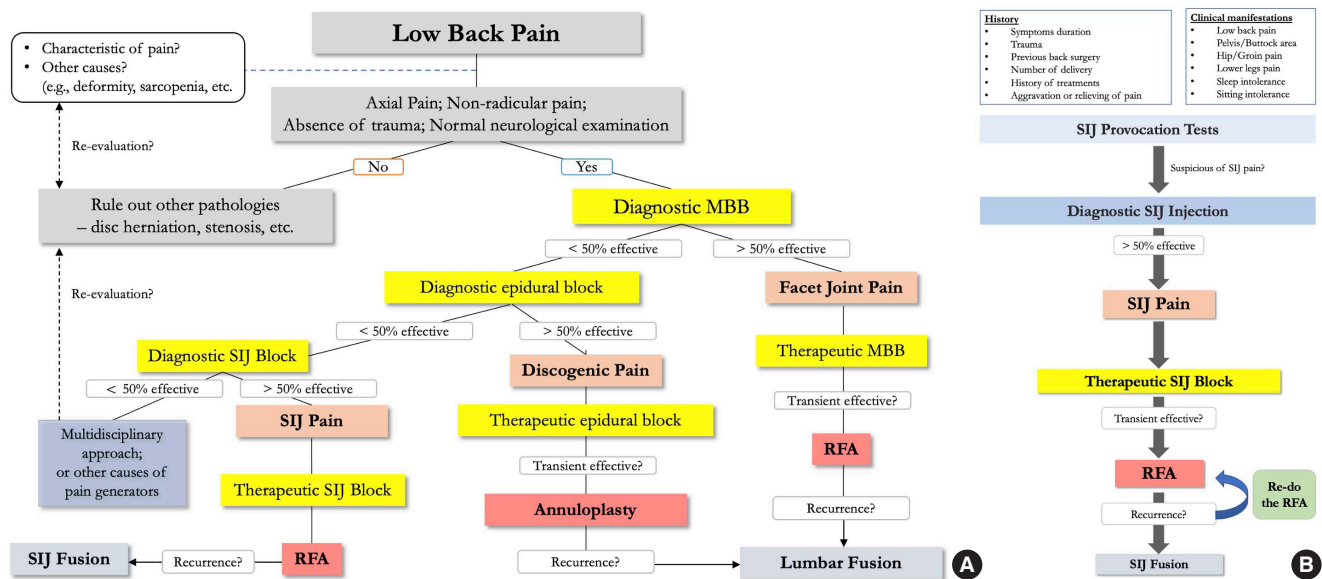 Low Back Pain
• Characteristic of pain?
• Other causes?
(e.g., deformity, sarcopenia, etc.
Axial Pain; Non-radicular pain;
Absence of trauma; Normal neurological examination
Re-evaluation?
No
Yes
Rule out other pathologies
– disc herniation, stenosis, etc.
Diagnostic MBB
< 50% effective
> 50% effective
Re-evaluation?
Diagnostic epidural block
Facet Joint Pain
< 50% effective
> 50% effective
Diagnostic SIJ Block
Therapeutic MBB
Discogenic Pain
< 50% effective
> 50% effective
SIJ Pain
Therapeutic epidural block
Transient effective?
Multidisciplinary
approach;
or other causes of
pain generators
RFA
Transient effective?
Therapeutic SIJ Block
Annuloplasty
Recurrence?
SIJ Fusion
Recurrence?
RFA
Recurrence?
Lumbar Fusion
A
History
• Symptoms duration
• Trauma
• Previous back surgery
• Number of delivery
• History of treatments
• Aggravation or relieving of pain
Clinical manifestations
• Low back pain
• Pelvis/Buttock area
• Hip/Groin pain
• Lower legs pain
• Sleep intolerance
• Sitting intolerance
SIJ Provocation Tests
Suspicious of SIJ pain?
Diagnostic SIJ Injection
> 50% effective
SIJ Pain
Therapeutic SIJ Block
Transient effective?
RFA
Re-do
the RFA
Recurrence?
SIJ Fusion
B